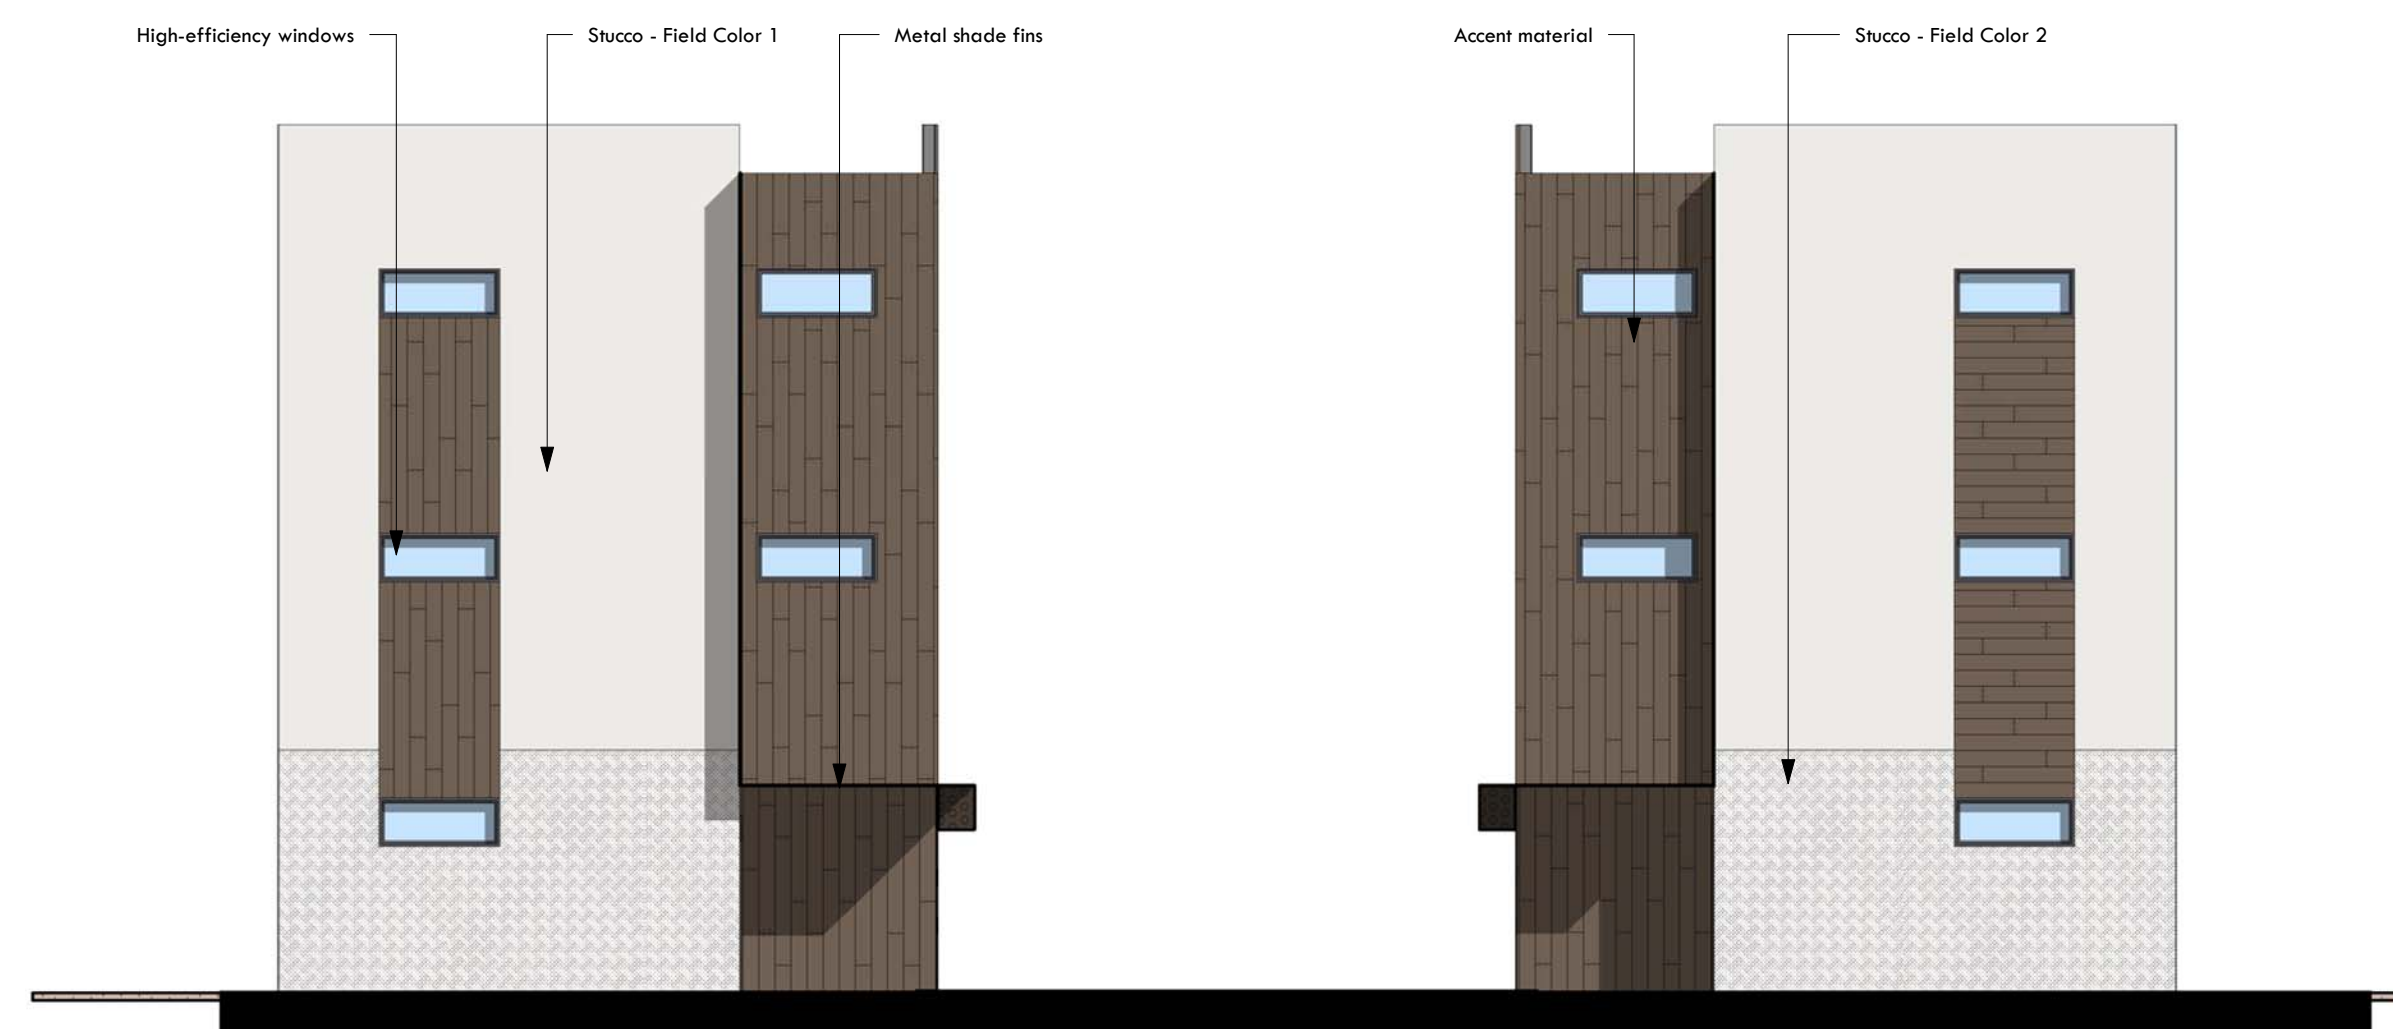 High-efficiency windows
Stucco - Field Color 1
Metal shade fins
Accent material
Stucco - Field Color 2